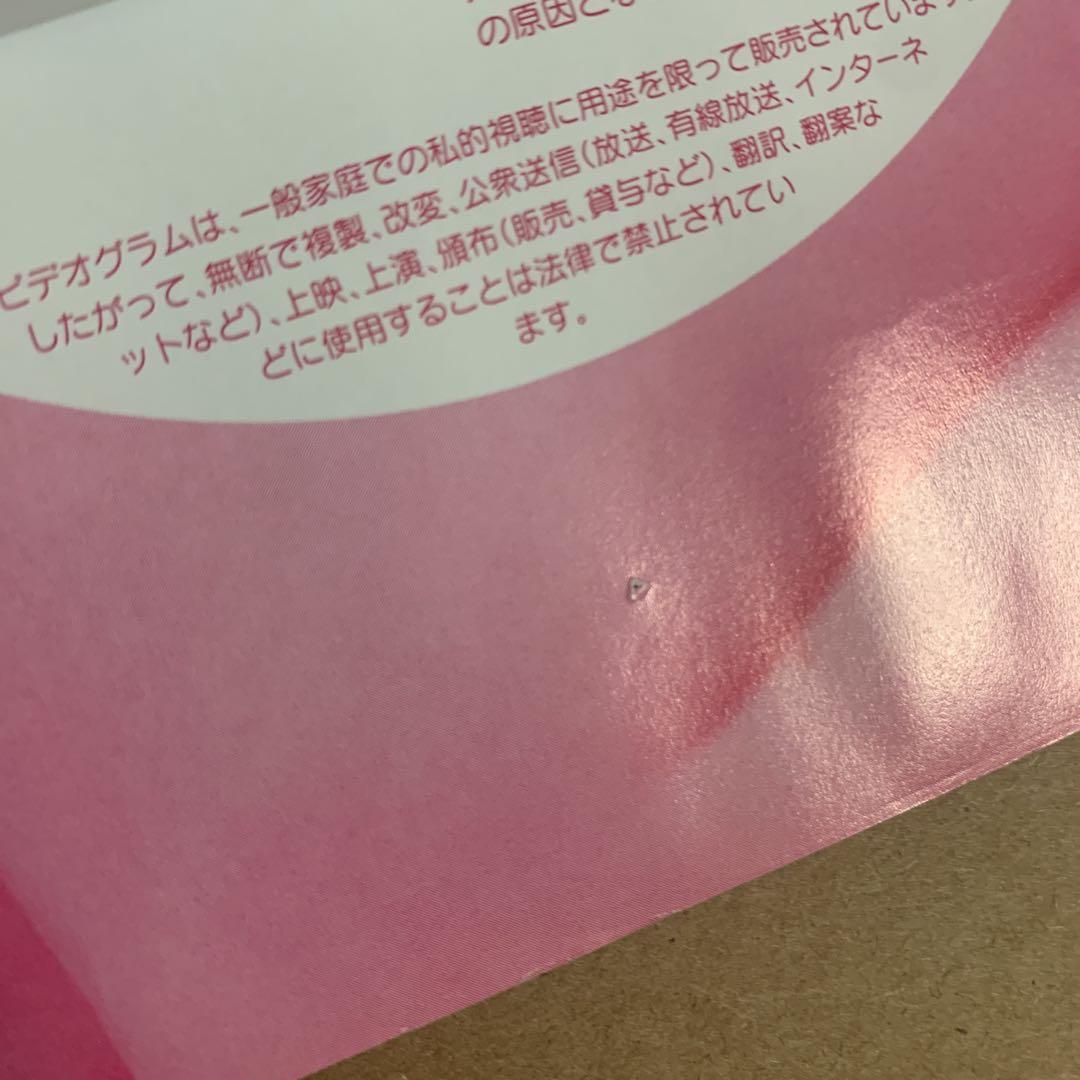 の原因とな
ビデオグラムは、一般家庭での私的視聴に用途を限って販売されています。
したがって、無断で複製、改変、公衆送信(放送、有線放送、インターネ
ットなど)、上映、上演、頒布(販売、貸与など)、翻訳、翻案な
どに使用することは法律で禁止されてい
ます。